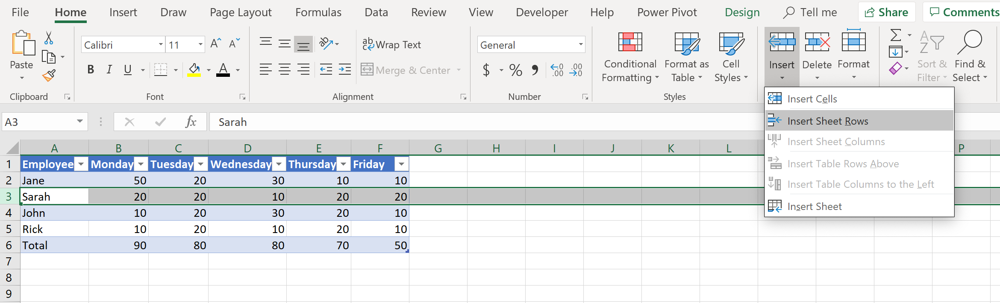 File Home Insert Draw Page Layout Formulas Data Review View Developer Help Power Pivot Design Tell me Share Comments
Calibri 11 A A ab Wrap Text General
Paste B I U A Merge & Center $ % , .0 .00 .00 .0
Conditional Formatting Format as Table Cell Styles Insert Delete Format Σ A Z Sort & Filter Find & Select
Clipboard Font Alignment Number Styles
Insert Cells
Insert Sheet Rows
Insert Sheet Columns
Insert Table Rows Above
Insert Table Columns to the Left
Insert Sheet
A3 fx Sarah
A B C D E F G H I J K L P
1 Employee Monday Tuesday Wednesday Thursday Friday
2 Jane 50 20 30 10 10
3 Sarah 20 20 10 20 20
4 John 10 20 30 20 10
5 Rick 10 20 10 20 10
6 Total 90 80 80 70 50
7
8
9